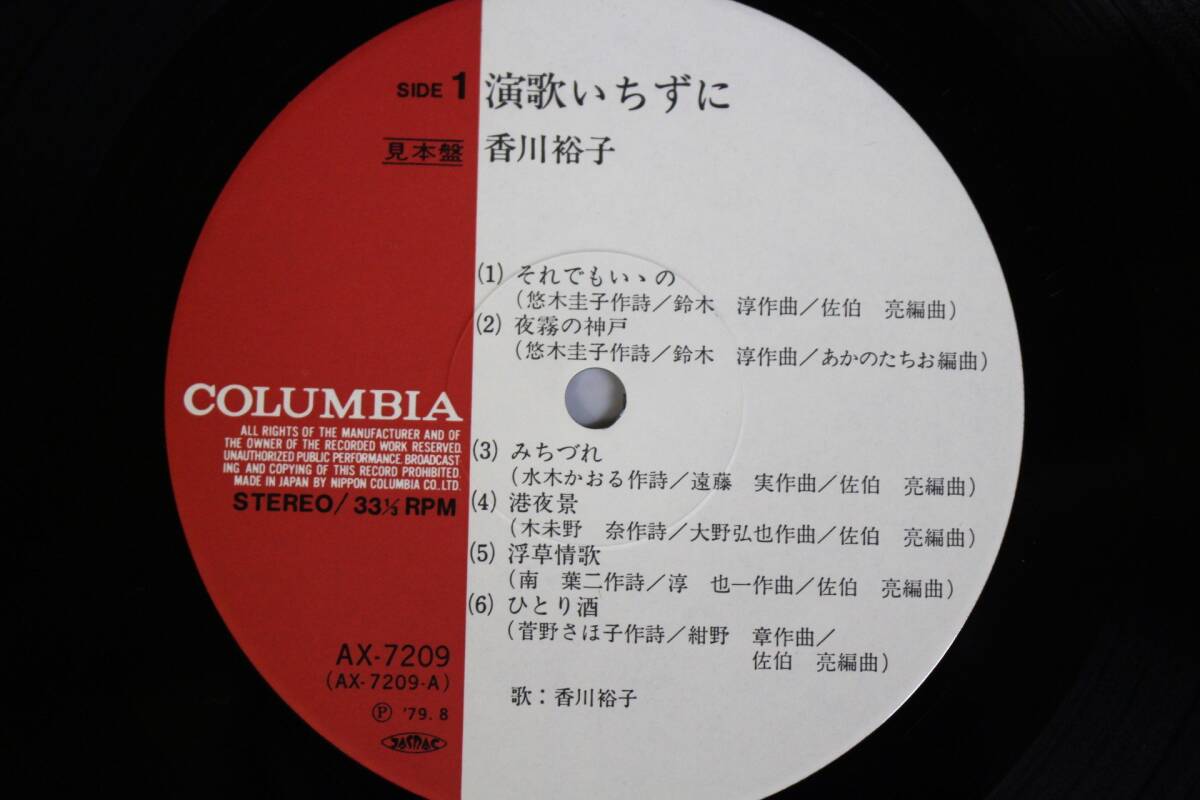 SIDE 1
演歌いちずに
見本盤
香川裕子
(1) それでもいゝの
(悠木圭子作詩/鈴木 淳作曲/佐伯 亮編曲)
(2) 夜霧の神戸
(悠木圭子作詩/鈴木 淳作曲/あかのたちお編曲)
(3) みちづれ
(水木かおる作詩/遠藤 実作曲/佐伯 亮編曲)
(4) 港夜景
(木未野 奈作詩/大野弘也作曲/佐伯 亮編曲)
(5) 浮草情歌
(南 葉二作詩/淳 也一作曲/佐伯 亮編曲)
(6) ひとり酒
(菅野さほ子作詩/紺野 章作曲/
佐伯 亮編曲)
歌:香川裕子
COLUMBIA
ALL RIGHTS OF THE MANUFACTURER AND OF
THE OWNER OF THE RECORDED WORK RESERVED.
UNAUTHORIZED PUBLIC PERFORMANCE. BROADCAST
ING AND COPYING OF THIS RECORD PROHIBITED.
MADE IN JAPAN BY NIPPON COLUMBIA CO., LTD.
STEREO/33⅓ RPM
AX-7209
(AX-7209-A)
Ⓟ '79. 8
JASRAC